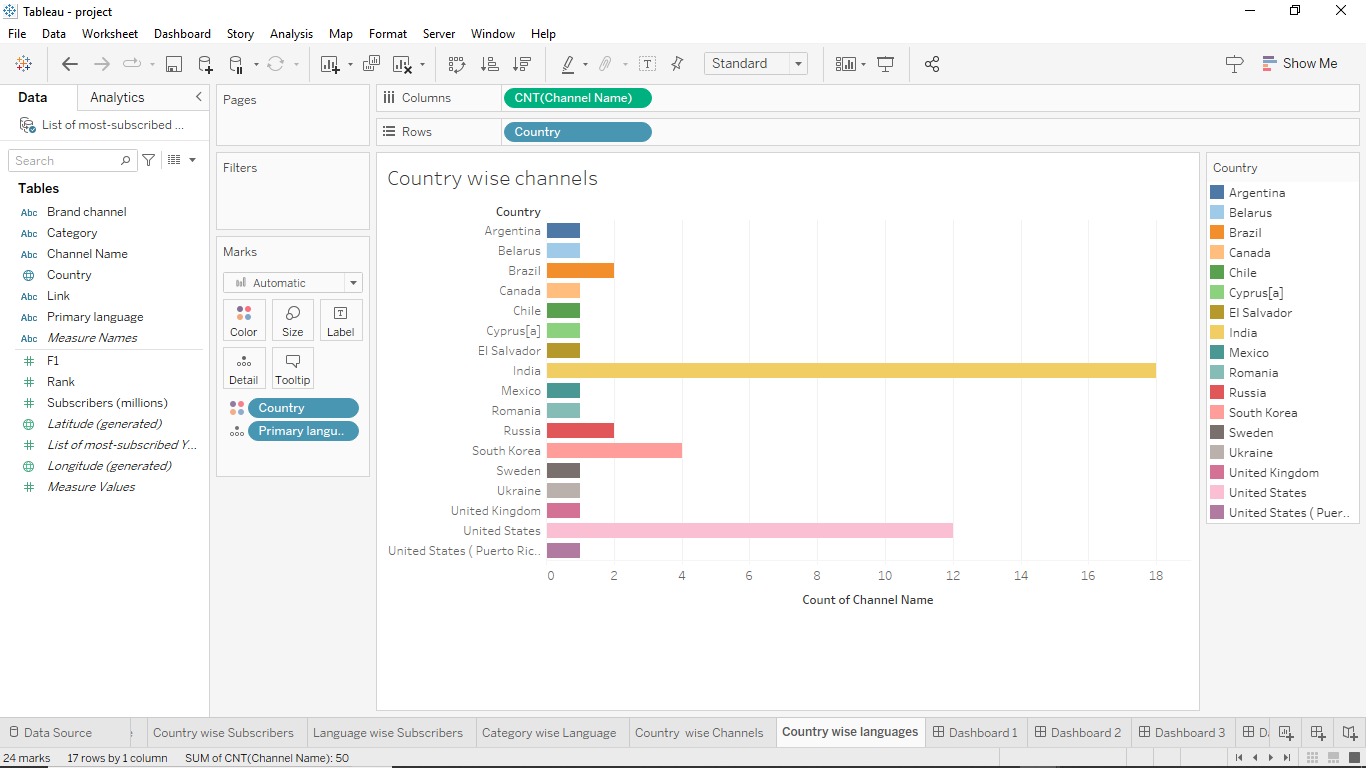 Tableau - project
File Data Worksheet Dashboard Story Analysis Map Format Server Window Help
Standard
Show Me
Data Analytics
List of most-subscribed ...
Search
Tables
Abc Brand channel
Abc Category
Abc Channel Name
Country
Abc Link
Abc Primary language
Abc Measure Names
F1
Rank
Subscribers (millions)
Latitude (generated)
List of most-subscribed Y...
Longitude (generated)
Measure Values
Pages
Filters
Marks
Automatic
Color Size Label
Detail Tooltip
Country
Primary langu..
Columns CNT(Channel Name)
Rows Country
Country wise channels
Country
Argentina
Belarus
Brazil
Canada
Chile
Cyprus[a]
El Salvador
India
Mexico
Romania
Russia
South Korea
Sweden
Ukraine
United Kingdom
United States
United States ( Puerto Ric..
0 2 4 6 8 10 12 14 16 18
Count of Channel Name
Country
Argentina
Belarus
Brazil
Canada
Chile
Cyprus[a]
El Salvador
India
Mexico
Romania
Russia
South Korea
Sweden
Ukraine
United Kingdom
United States
United States ( Puer..
Data Source Country wise Subscribers Language wise Subscribers Category wise Language Country wise Channels Country wise languages Dashboard 1 Dashboard 2 Dashboard 3
24 marks 17 rows by 1 column SUM of CNT(Channel Name): 50